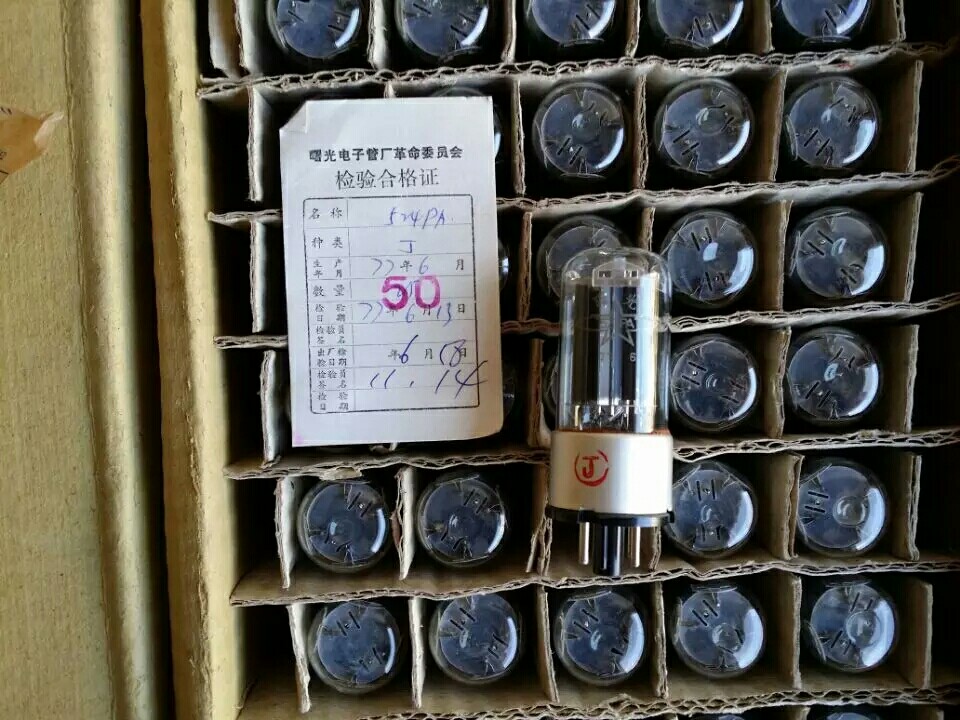 曙光电子管厂革命委员会
检验合格证
名称 5Z4PA.
种类 J
生产年月 77年6月
数量 50
检验日期 77年6月13日
检验员签名
出厂检验日期 年6月18日
检验员签名 11.14
检验日期
J